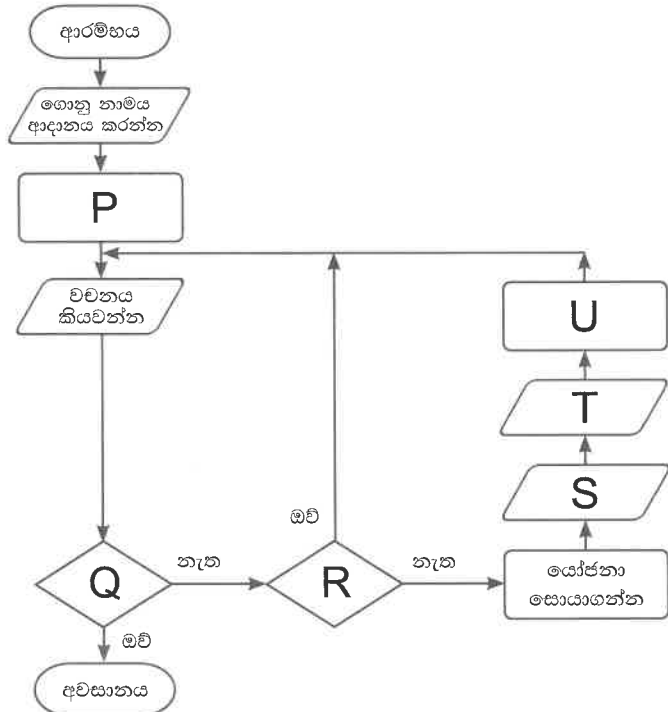 ආරම්භය
ගොනු නාමය
ආදානය කරන්න
P
වචනය
කියවන්න
U
T
S
ඔව්
නැත
නැත
Q
R
යෝජනා
සොයාගන්න
ඔව්
අවසානය